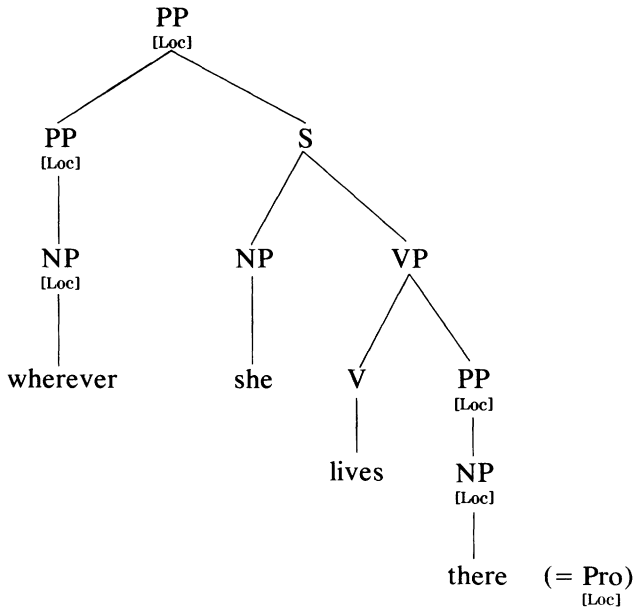 PP
[Loc]
PP S
[Loc]
NP NP VP
[Loc]
wherever she V PP
[Loc]
lives NP
[Loc]
there (= Pro)
[Loc]